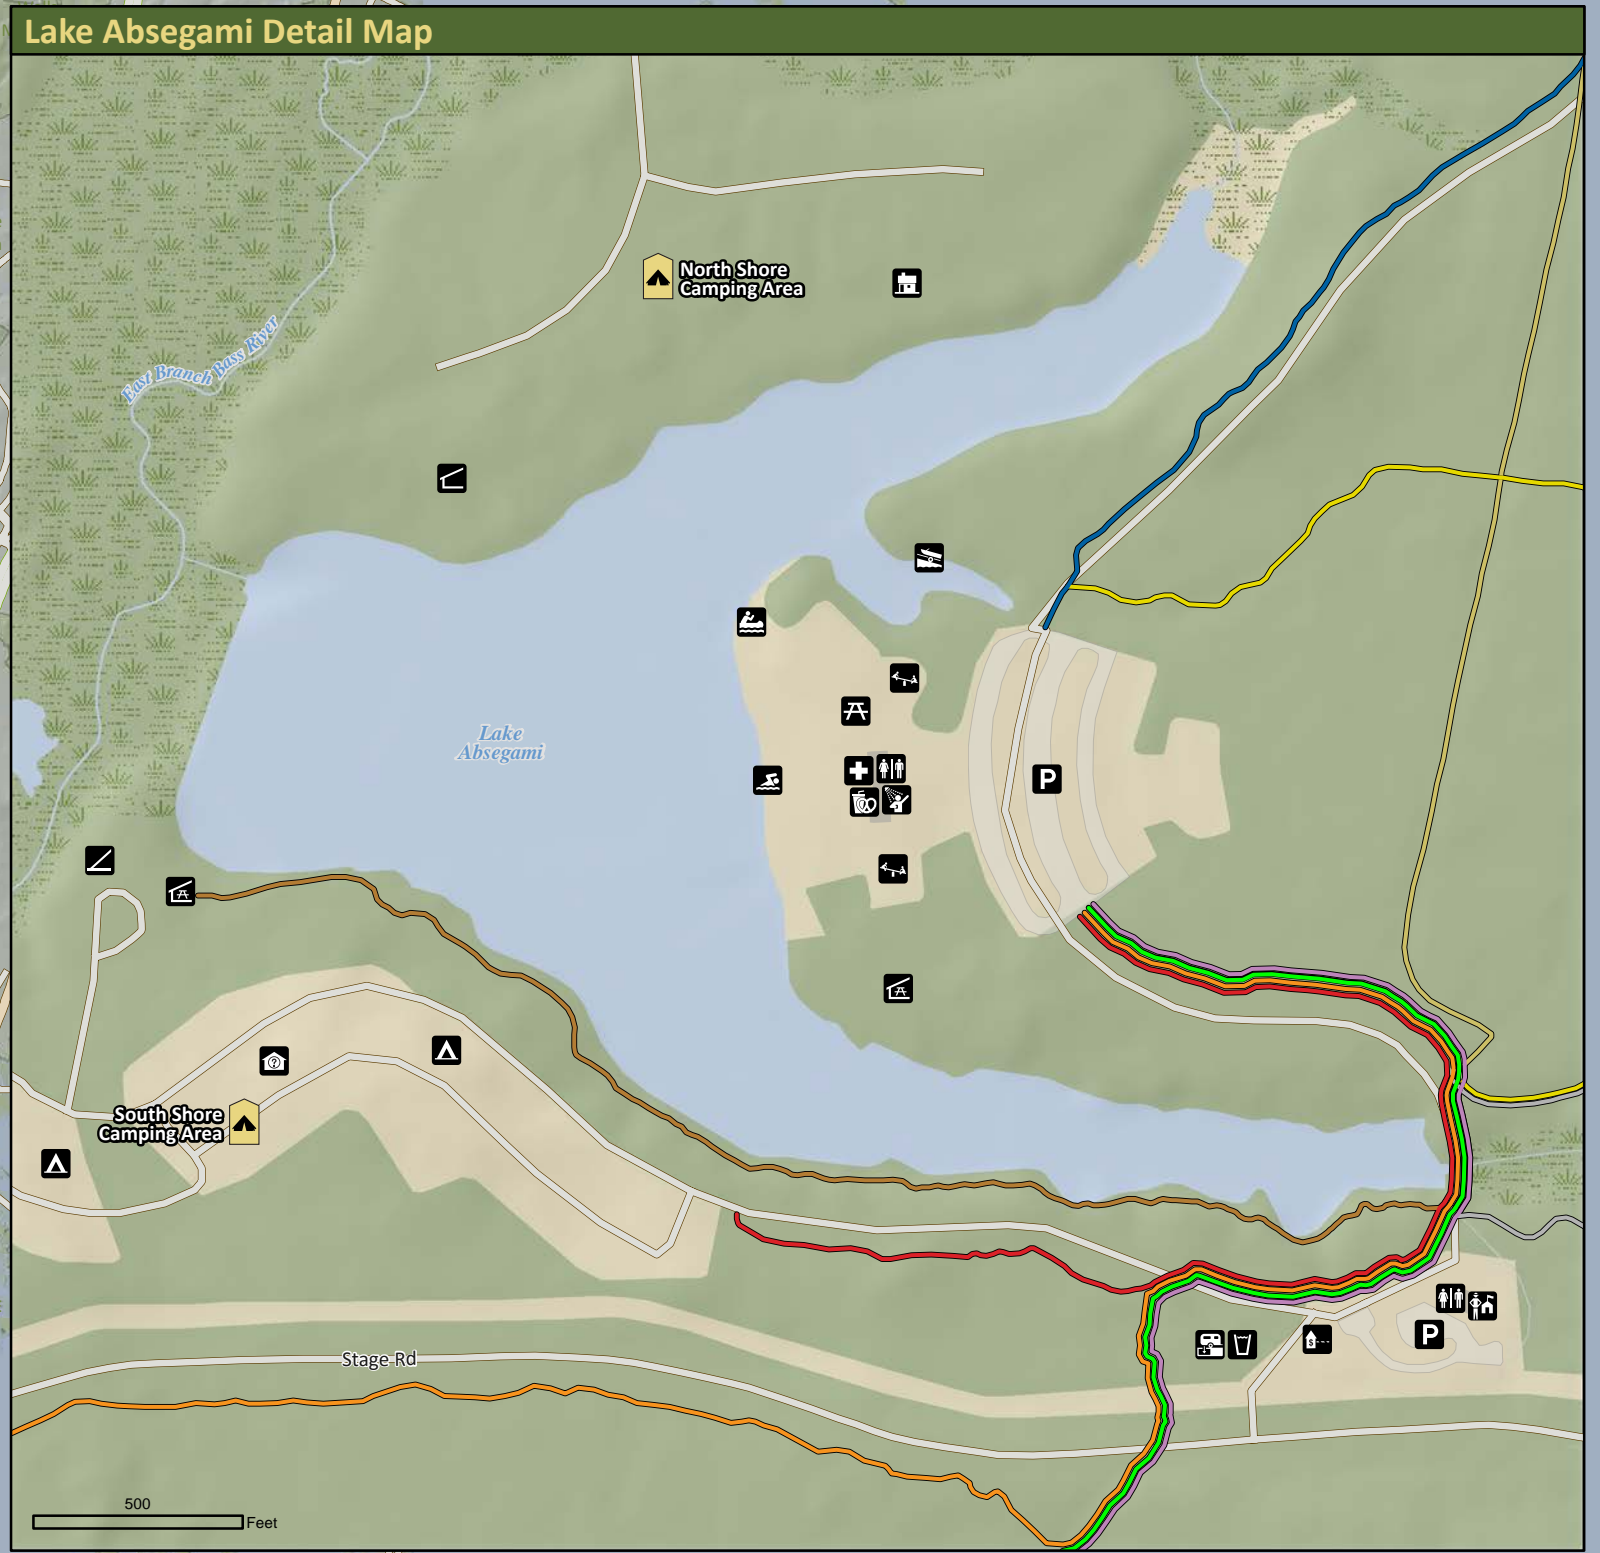 Lake Absegami Detail Map
North Shore
Camping Area
East Branch Bass River
Lake
Absegami
P
South Shore
Camping Area
P
Stage Rd
500
Feet